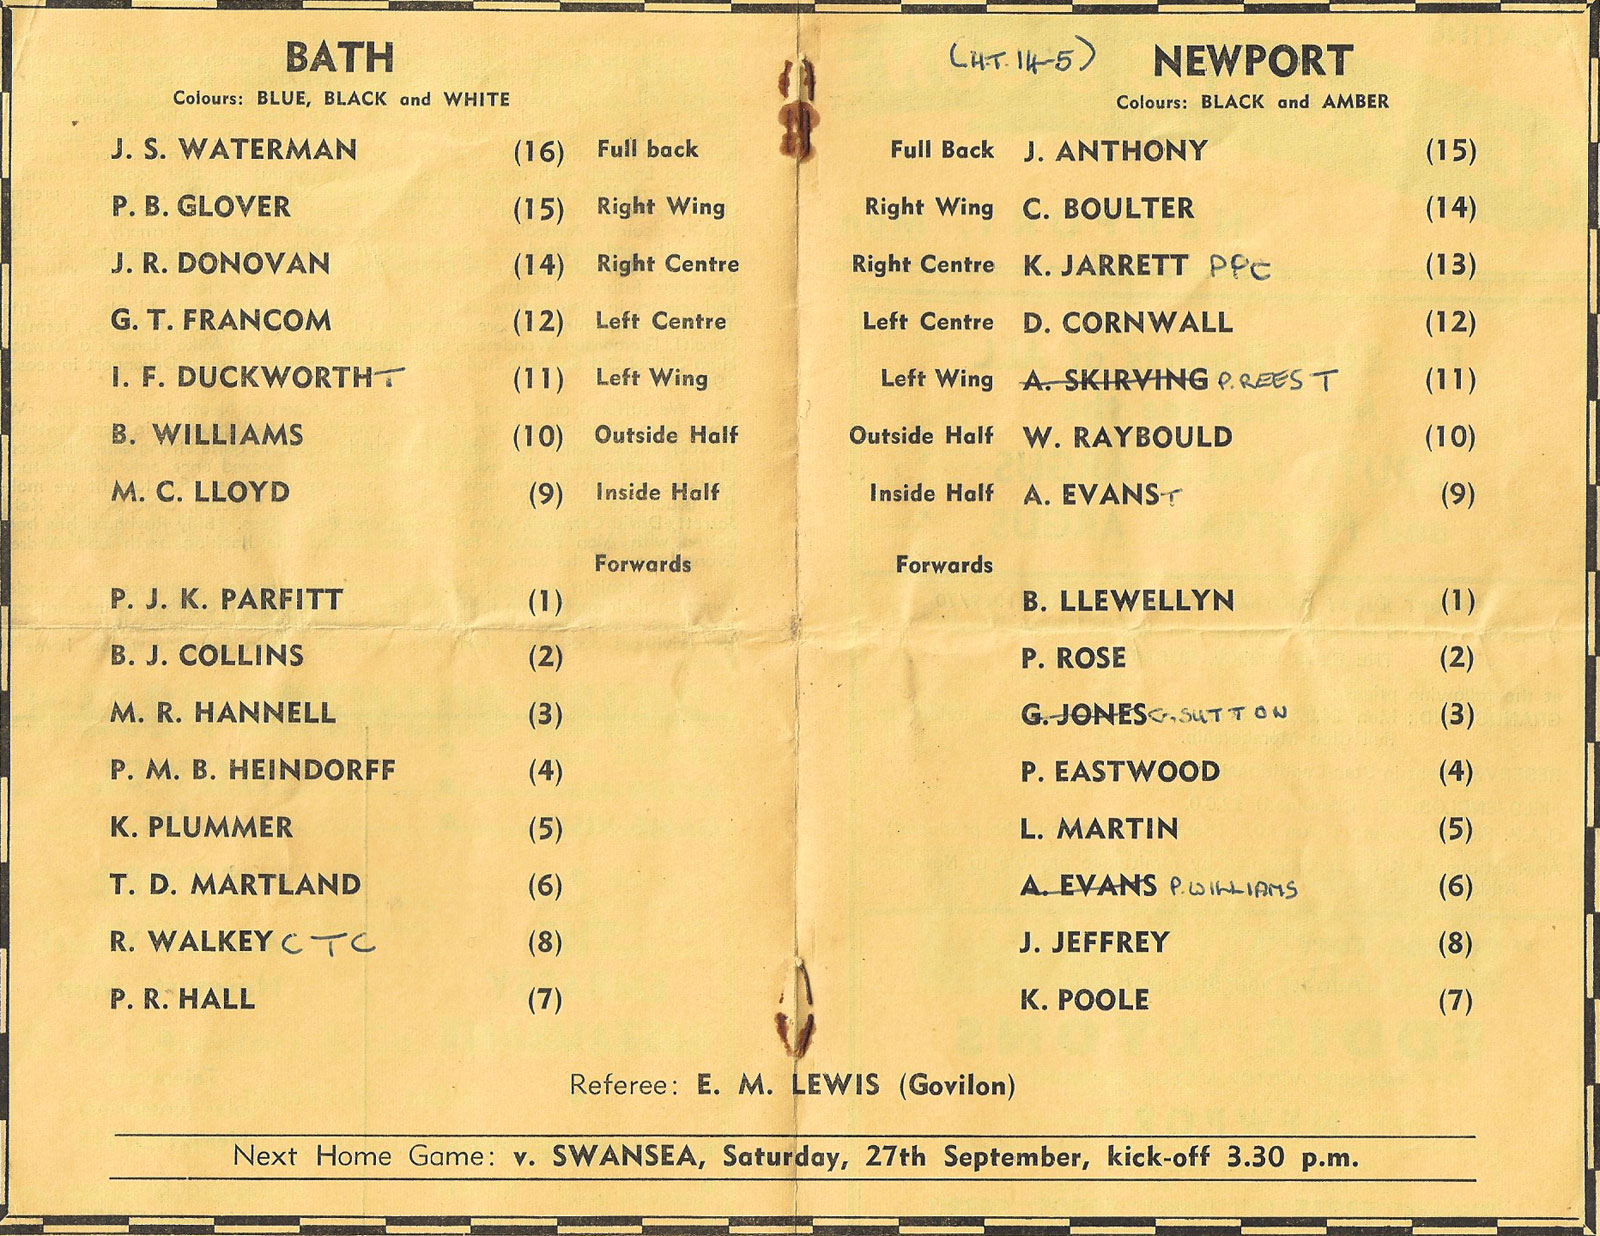 BATH
Colours: BLUE, BLACK and WHITE
J. S. WATERMAN (16) Full back
P. B. GLOVER (15) Right Wing
J. R. DONOVAN (14) Right Centre
G. T. FRANCOM (12) Left Centre
I. F. DUCKWORTH T (11) Left Wing
B. WILLIAMS (10) Outside Half
M. C. LLOYD (9) Inside Half
Forwards
P. J. K. PARFITT (1)
B. J. COLLINS (2)
M. R. HANNELL (3)
P. M. B. HEINDORFF (4)
K. PLUMMER (5)
T. D. MARTLAND (6)
R. WALKEY C T C (8)
P. R. HALL (7)
(H.T. 14-5) NEWPORT
Colours: BLACK and AMBER
Full Back J. ANTHONY (15)
Right Wing C. BOULTER (14)
Right Centre K. JARRETT PPC (13)
Left Centre D. CORNWALL (12)
Left Wing A. SKIRVING P. REES T (11)
Outside Half W. RAYBOULD (10)
Inside Half A. EVANS T (9)
Forwards
B. LLEWELLYN (1)
P. ROSE (2)
G. JONES G. SUTTON (3)
P. EASTWOOD (4)
L. MARTIN (5)
A. EVANS P. WILLIAMS (6)
J. JEFFREY (8)
K. POOLE (7)
Referee: E. M. LEWIS (Govilon)
Next Home Game: v. SWANSEA, Saturday, 27th September, kick-off 3.30 p.m.